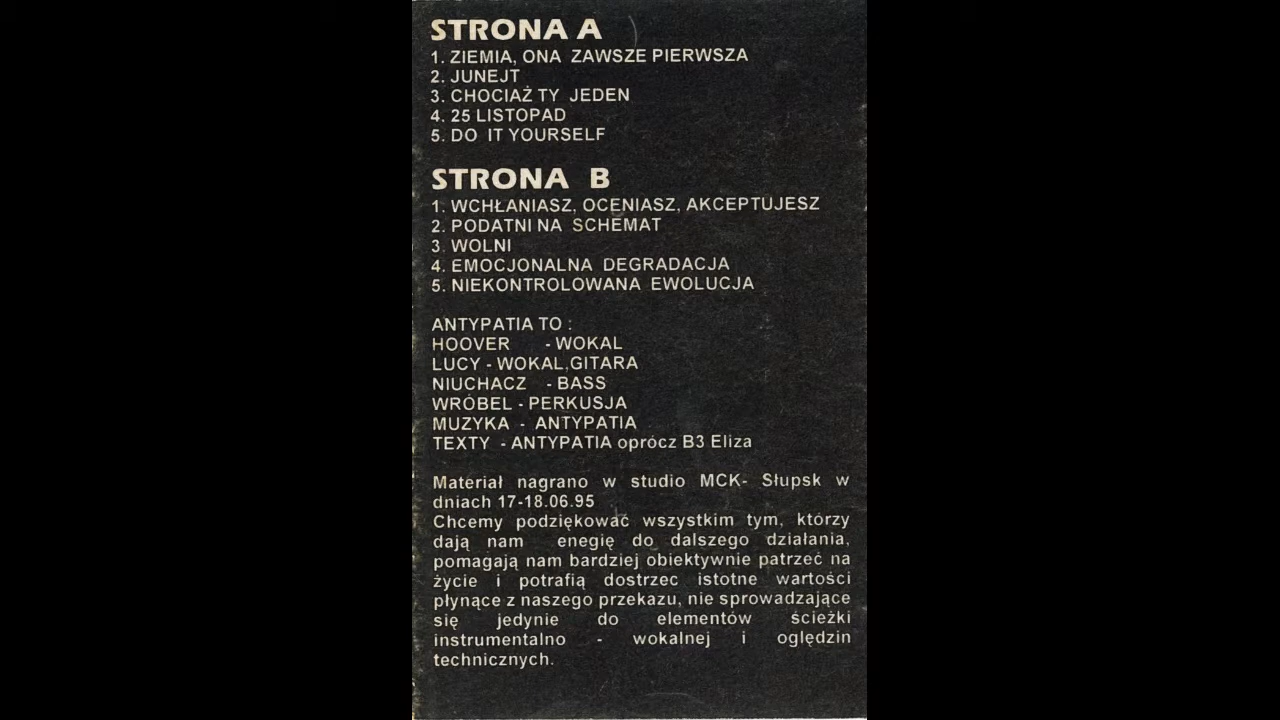 STRONA A
1. ZIEMIA, ONA ZAWSZE PIERWSZA
2. JUNEJT
3. CHOCIAŻ TY JEDEN
4. 25 LISTOPAD
5. DO IT YOURSELF
STRONA B
1. WCHŁANIASZ, OCENIASZ, AKCEPTUJESZ
2. PODATNI NA SCHEMAT
3. WOLNI
4. EMOCJONALNA DEGRADACJA
5. NIEKONTROLOWANA EWOLUCJA
ANTYPATIA TO :
HOOVER - WOKAL
LUCY - WOKAL,GITARA
NIUCHACZ - BASS
WRÓBEL - PERKUSJA
MUZYKA - ANTYPATIA
TEXTY - ANTYPATIA oprócz B3 Eliza
Materiał nagrano w studio MCK- Słupsk w
dniach 17-18.06.95
Chcemy podziękować wszystkim tym, którzy
dają nam enegię do dalszego działania,
pomagają nam bardziej obiektywnie patrzeć na
życie i potrafią dostrzec istotne wartości
płynące z naszego przekazu, nie sprowadzające
się jedynie do elementów ścieżki
instrumentalno - wokalnej i oględzin
technicznych.